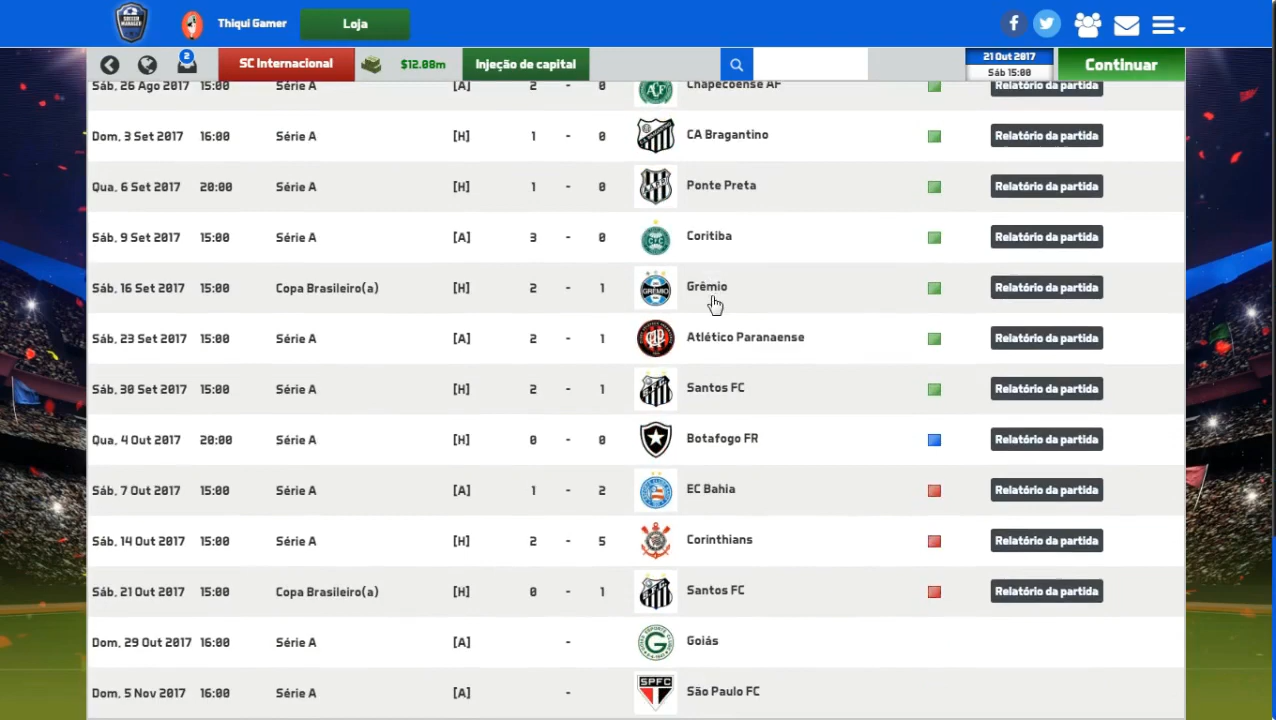 Thiqui Gamer Loja
2 SC Internacional $12.08m Injeção de capital 21 Out 2017 Sáb 15:00 Continuar
Sáb, 26 Ago 2017 15:00 Série A [A] 2 - 0 Chapecoense AF Relatório da partida
Dom, 3 Set 2017 16:00 Série A [H] 1 - 0 CA Bragantino Relatório da partida
Qua, 6 Set 2017 20:00 Série A [H] 1 - 0 Ponte Preta Relatório da partida
Sáb, 9 Set 2017 15:00 Série A [A] 3 - 0 Coritiba Relatório da partida
Sáb, 16 Set 2017 15:00 Copa Brasileiro(a) [H] 2 - 1 GRÊMIO Grêmio Relatório da partida
Sáb, 23 Set 2017 15:00 Série A [A] 2 - 1 Atlético Paranaense Relatório da partida
Sáb, 30 Set 2017 15:00 Série A [H] 2 - 1 Santos FC Relatório da partida
Qua, 4 Out 2017 20:00 Série A [H] 0 - 0 Botafogo FR Relatório da partida
Sáb, 7 Out 2017 15:00 Série A [A] 1 - 2 EC Bahia Relatório da partida
Sáb, 14 Out 2017 15:00 Série A [H] 2 - 5 Corinthians Relatório da partida
Sáb, 21 Out 2017 15:00 Copa Brasileiro(a) [H] 0 - 1 Santos FC Relatório da partida
Dom, 29 Out 2017 16:00 Série A [A] - Goiás
Dom, 5 Nov 2017 16:00 Série A [A] - SPFC São Paulo FC